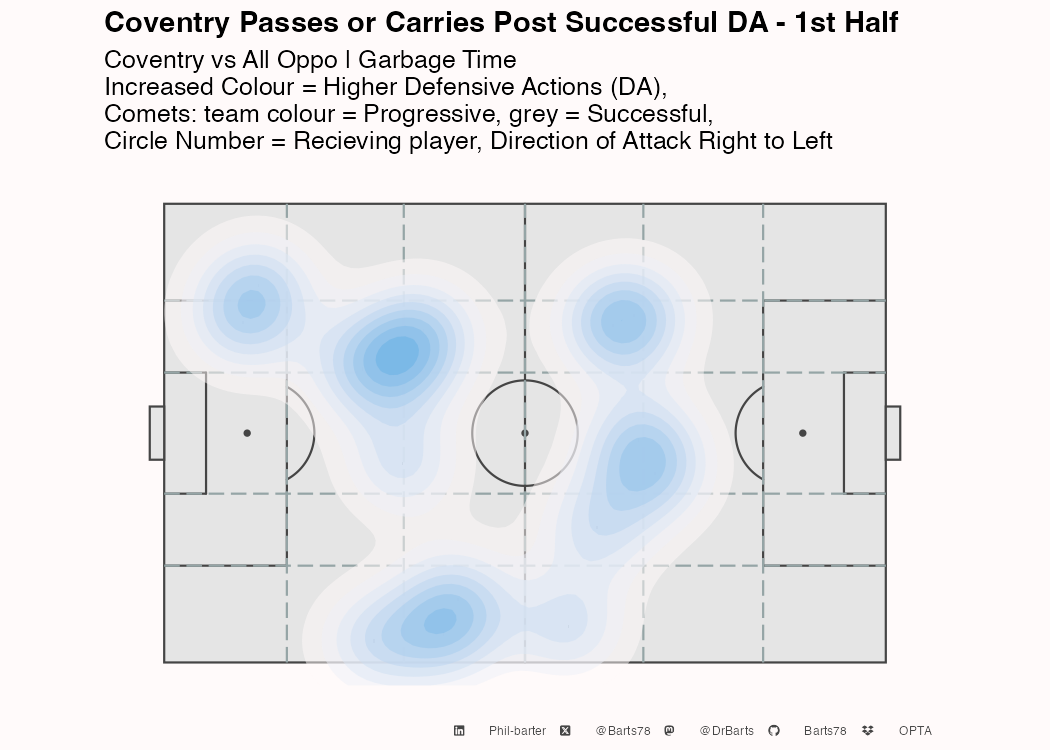 Coventry Passes or Carries Post Successful DA - 1st Half
Coventry vs All Oppo | Garbage Time
Increased Colour = Higher Defensive Actions (DA),
Comets: team colour = Progressive, grey = Successful,
Circle Number = Recieving player, Direction of Attack Right to Left
Phil-barter @Barts78 @DrBarts Barts78 OPTA